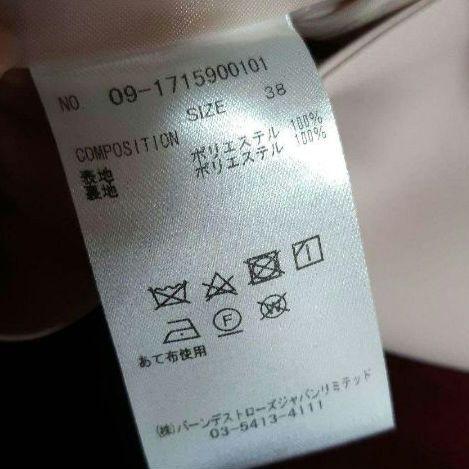 NO. 09-1715900101
SIZE 38
COMPOSITION
表地 ポリエステル 100%
裏地 ポリエステル 100%
F W
あて布使用
(株)バーンデストローズジャパンリミテッド
03-5413-4111